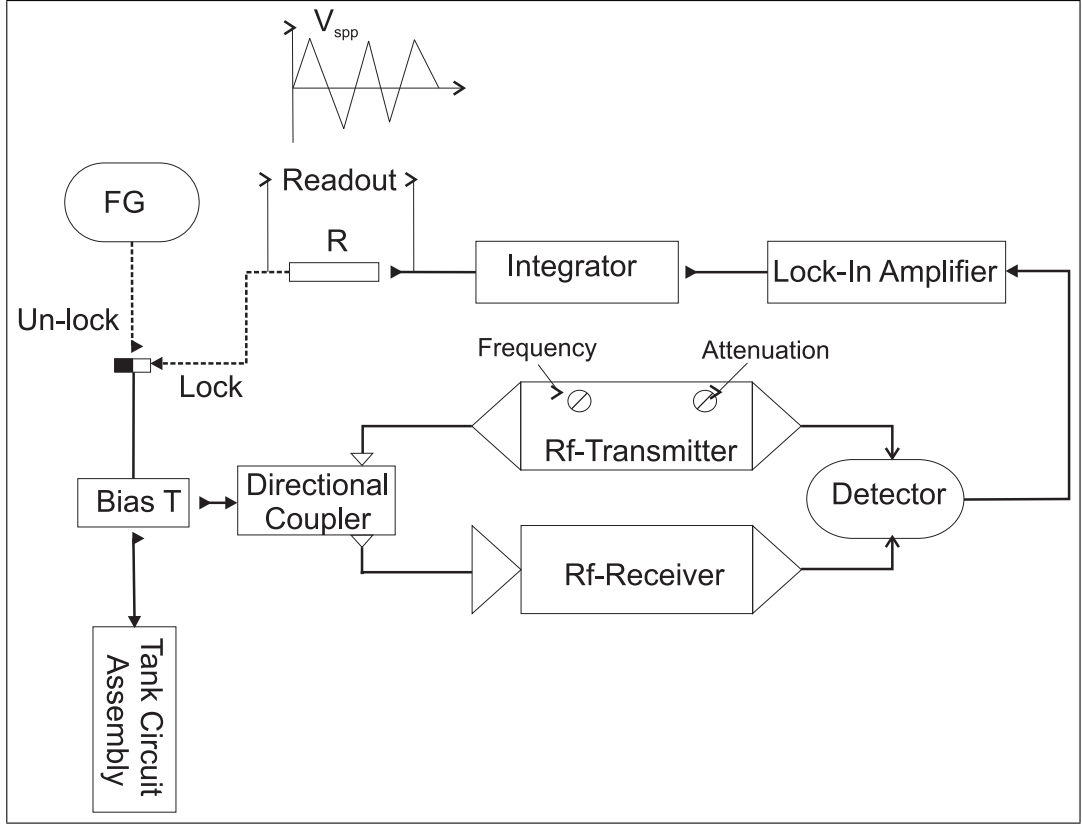 Vspp
Readout
FG
R
Integrator
Lock-In Amplifier
Un-lock
Lock
Frequency
Attenuation
Rf-Transmitter
Directional
Coupler
Bias T
Detector
Rf-Receiver
Tank Circuit
Assembly